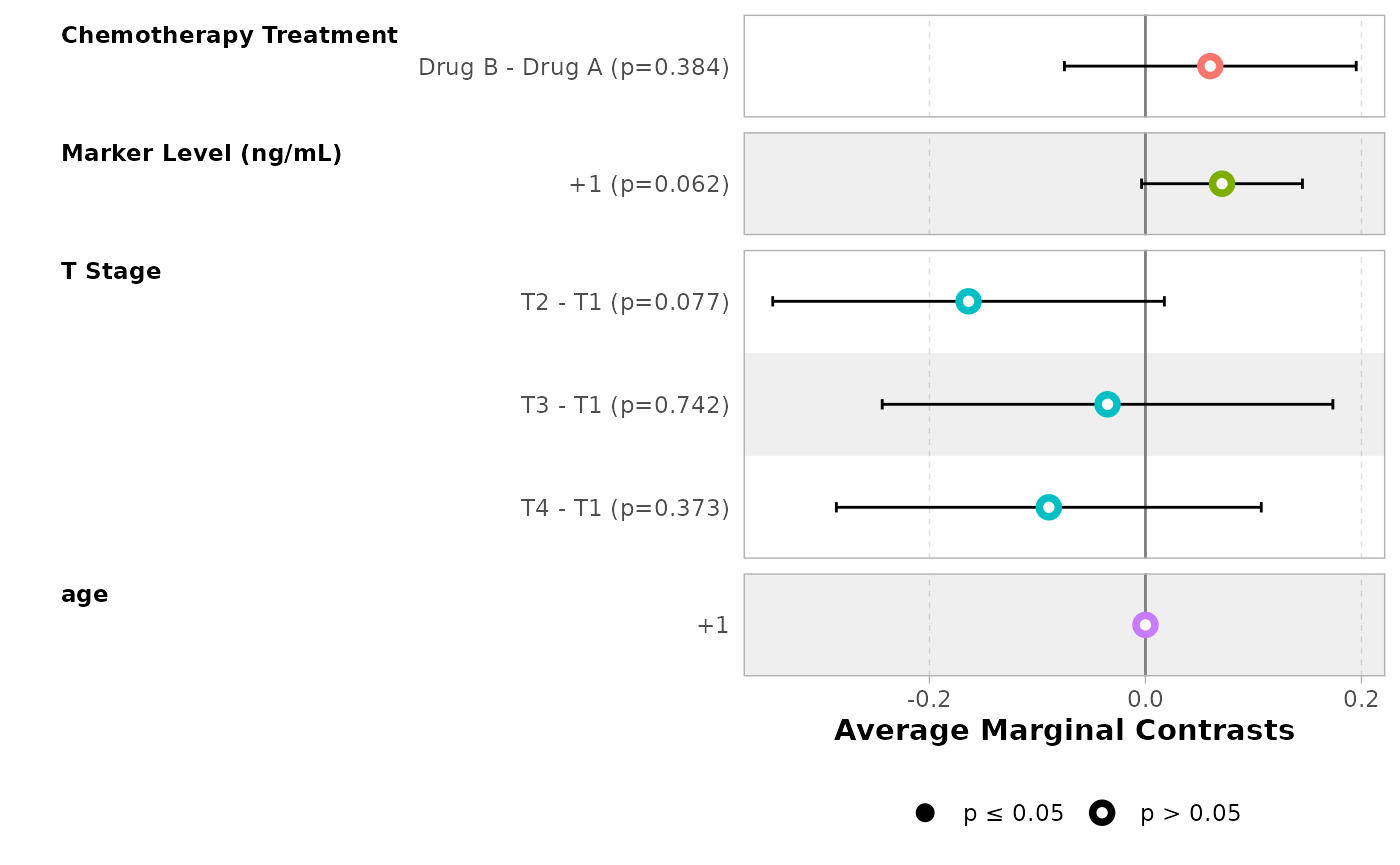 Chemotherapy Treatment
Drug B - Drug A (p=0.384)
Marker Level (ng/mL)
+1 (p=0.062)
T Stage
T2 - T1 (p=0.077)
T3 - T1 (p=0.742)
T4 - T1 (p=0.373)
age
+1
-0.2 0.0 0.2
Average Marginal Contrasts
p ≤ 0.05 p > 0.05